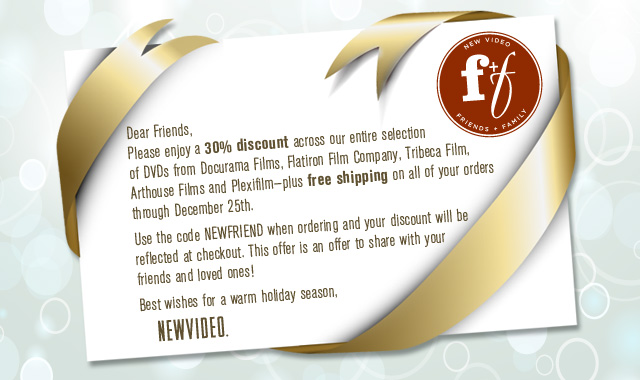 NEW VIDEO
f+f
FRIENDS + FAMILY
Dear Friends,
Please enjoy a 30% discount across our entire selection
of DVDs from Docurama Films, Flatiron Film Company, Tribeca Film,
Arthouse Films and Plexifilm—plus free shipping on all of your orders
through December 25th.
Use the code NEWFRIEND when ordering and your discount will be
reflected at checkout. This offer is an offer to share with your
friends and loved ones!
Best wishes for a warm holiday season,
NEWVIDEO.